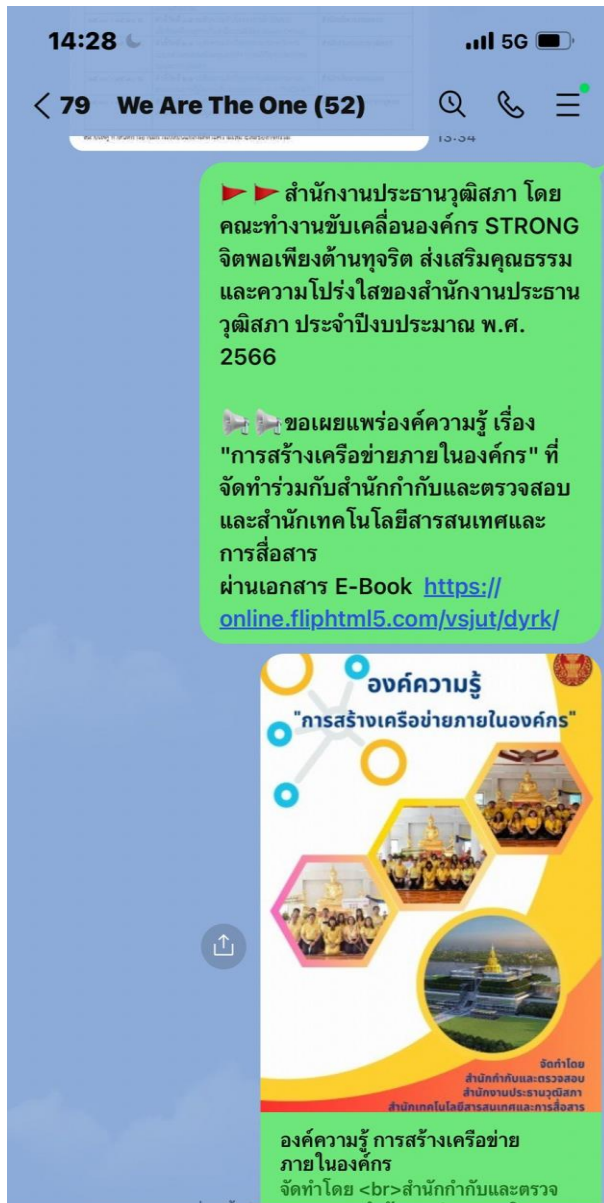 14:28
5G
79 We Are The One (52)
13:34
🚩🚩 สำนักงานประธานวุฒิสภา โดย
คณะทำงานขับเคลื่อนองค์กร STRONG
จิตพอเพียงต้านทุจริต ส่งเสริมคุณธรรม
และความโปร่งใสของสำนักงานประธาน
วุฒิสภา ประจำปีงบประมาณ พ.ศ.
2566
📢📢ขอเผยแพร่องค์ความรู้ เรื่อง
"การสร้างเครือข่ายภายในองค์กร" ที่
จัดทำร่วมกับสำนักกำกับและตรวจสอบ
และสำนักเทคโนโลยีสารสนเทศและ
การสื่อสาร
ผ่านเอกสาร E-Book https://
online.fliphtml5.com/vsjut/dyrk/
องค์ความรู้
"การสร้างเครือข่ายภายในองค์กร"
จัดทำโดย
สำนักกำกับและตรวจสอบ
สำนักงานประธานวุฒิสภา
สำนักเทคโนโลยีสารสนเทศและการสื่อสาร
องค์ความรู้ การสร้างเครือข่าย
ภายในองค์กร
จัดทำโดย <br>สำนักกำกับและตรวจ